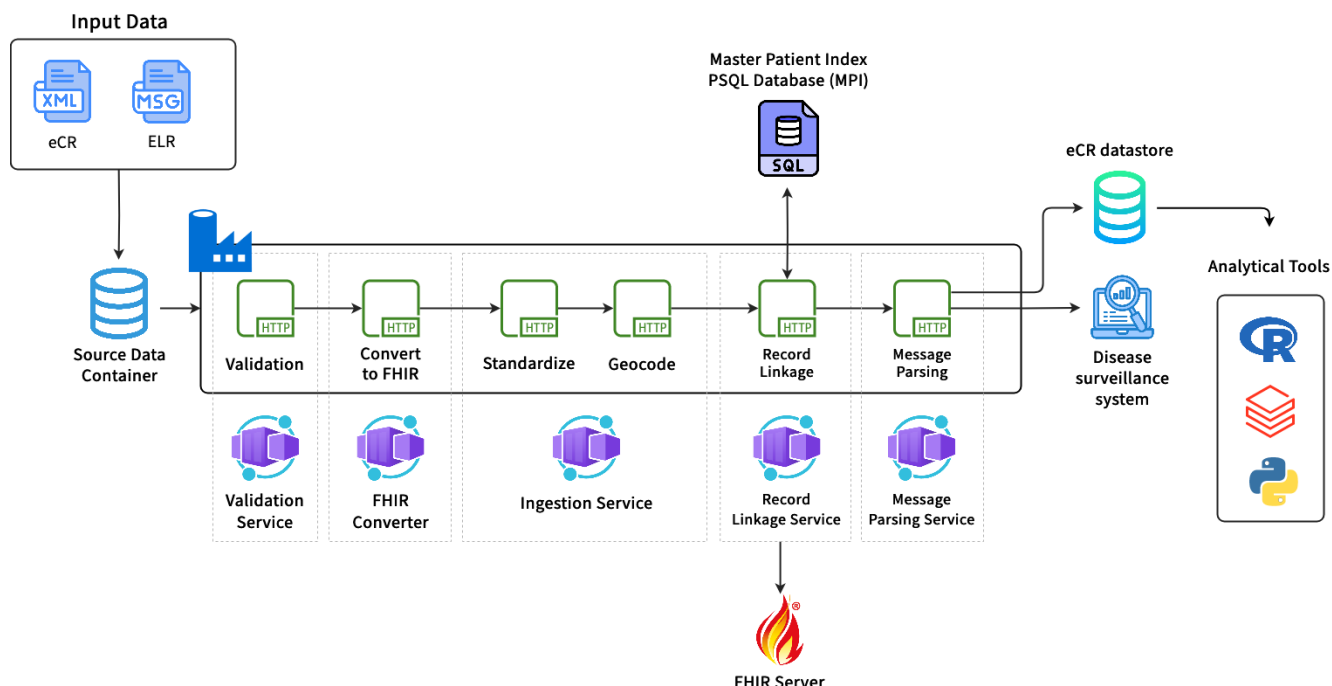 Input Data
XML
MSG
eCR
ELR
Master Patient Index
PSQL Database (MPI)
SQL
eCR datastore
Analytical Tools
R
Source Data
Container
HTTP
HTTP
HTTP
HTTP
HTTP
HTTP
Validation
Convert
to FHIR
Standardize
Geocode
Record
Linkage
Message
Parsing
Disease
surveillance
system
Validation
Service
FHIR
Converter
Ingestion Service
Record
Linkage Service
Message
Parsing Service
®
FHIR Server